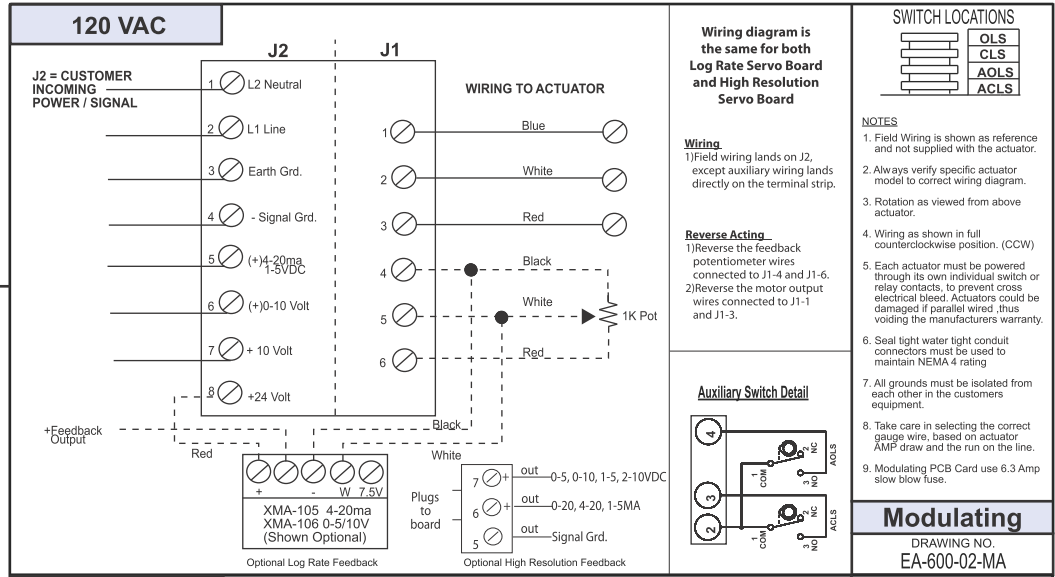 120 VAC
J2
J1
J2 = CUSTOMER
INCOMING
POWER / SIGNAL
1
L2 Neutral
2
L1 Line
3
Earth Grd.
4
- Signal Grd.
5
(+)4-20ma
1-5VDC
6
(+)0-10 Volt
7
+ 10 Volt
8
+24 Volt
WIRING TO ACTUATOR
1
Blue
2
White
3
Red
4
Black
5
White
1K Pot
6
Red
+Feedback
Output
Red
Black
White
+
-
W
7.5V
XMA-105 4-20ma
XMA-106 0-5/10V
(Shown Optional)
Optional Log Rate Feedback
Plugs
to
board
7
+
out
0-5, 0-10, 1-5, 2-10VDC
6
+
out
0-20, 4-20, 1-5MA
5
out
Signal Grd.
Optional High Resolution Feedback
Wiring diagram is
the same for both
Log Rate Servo Board
and High Resolution
Servo Board
Wiring
1)Field wiring lands on J2,
except auxiliary wiring lands
directly on the terminal strip.
Reverse Acting
1)Reverse the feedback
potentiometer wires
connected to J1-4 and J1-6.
2)Reverse the motor output
wires connected to J1-1
and J1-3.
Auxiliary Switch Detail
4
3
2
1
COM
2
NC
3
NO
AOLS
1
COM
2
NC
3
NO
ACLS
SWITCH LOCATIONS
OLS
CLS
AOLS
ACLS
NOTES
1. Field Wiring is shown as reference
and not supplied with the actuator.
2. Always verify specific actuator
model to correct wiring diagram.
3. Rotation as viewed from above
actuator.
4. Wiring as shown in full
counterclockwise position. (CCW)
5. Each actuator must be powered
through its own individual switch or
relay contacts, to prevent cross
electrical bleed. Actuators could be
damaged if parallel wired ,thus
voiding the manufacturers warranty.
6. Seal tight water tight conduit
connectors must be used to
maintain NEMA 4 rating
7. All grounds must be isolated from
each other in the customers
equipment.
8. Take care in selecting the correct
gauge wire, based on actuator
AMP draw and the run on the line.
9. Modulating PCB Card use 6.3 Amp
slow blow fuse.
Modulating
DRAWING NO.
EA-600-02-MA